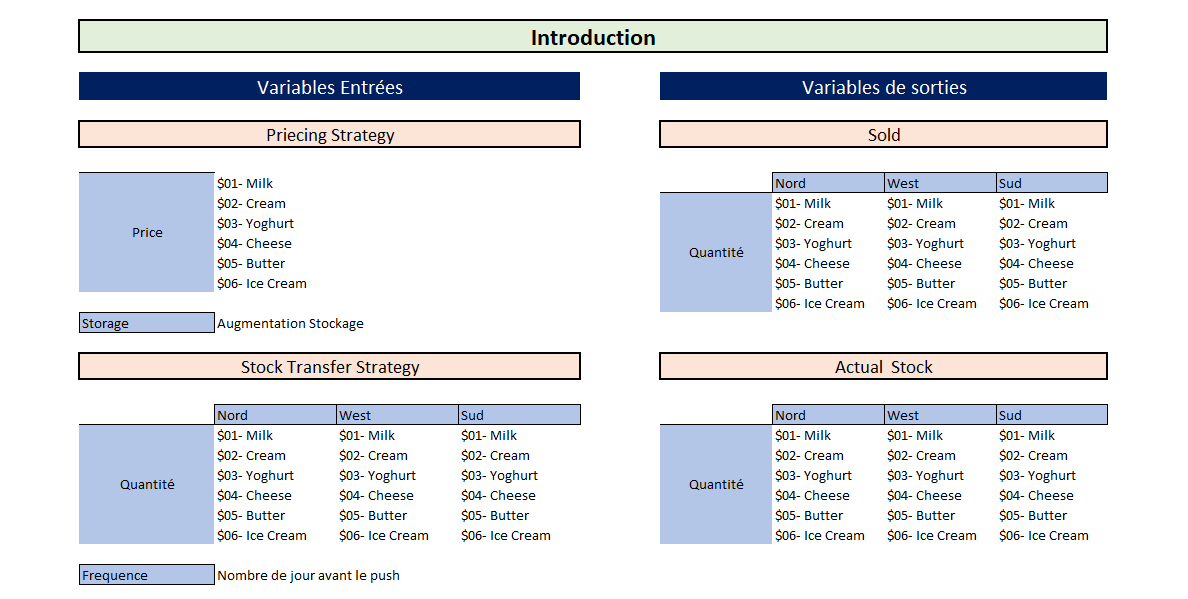 Introduction
Variables Entrées
Priecing Strategy
Price
$01- Milk
$02- Cream
$03- Yoghurt
$04- Cheese
$05- Butter
$06- Ice Cream
Storage Augmentation Stockage
Stock Transfer Strategy
Nord West Sud
Quantité
$01- Milk $01- Milk $01- Milk
$02- Cream $02- Cream $02- Cream
$03- Yoghurt $03- Yoghurt $03- Yoghurt
$04- Cheese $04- Cheese $04- Cheese
$05- Butter $05- Butter $05- Butter
$06- Ice Cream $06- Ice Cream $06- Ice Cream
Frequence Nombre de jour avant le push
Variables de sorties
Sold
Nord West Sud
Quantité
$01- Milk $01- Milk $01- Milk
$02- Cream $02- Cream $02- Cream
$03- Yoghurt $03- Yoghurt $03- Yoghurt
$04- Cheese $04- Cheese $04- Cheese
$05- Butter $05- Butter $05- Butter
$06- Ice Cream $06- Ice Cream $06- Ice Cream
Actual Stock
Nord West Sud
Quantité
$01- Milk $01- Milk $01- Milk
$02- Cream $02- Cream $02- Cream
$03- Yoghurt $03- Yoghurt $03- Yoghurt
$04- Cheese $04- Cheese $04- Cheese
$05- Butter $05- Butter $05- Butter
$06- Ice Cream $06- Ice Cream $06- Ice Cream